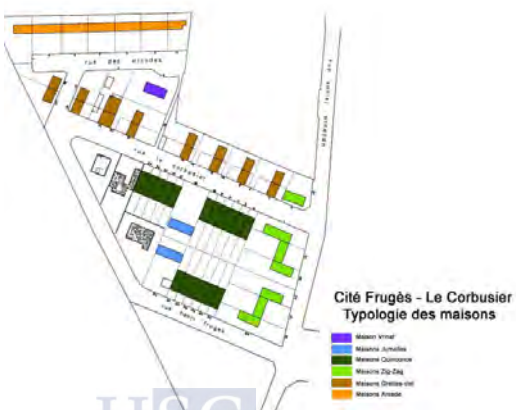 rue des arcades
rue le corbusier
rue henri frugès
Cité Frugès - Le Corbusier
Typologie des maisons
Maison Vrinat
Maisons Jumelles
Maisons Quinconce
Maisons Zig-Zag
Maisons Gratte-ciel
Maisons Arcade
USC